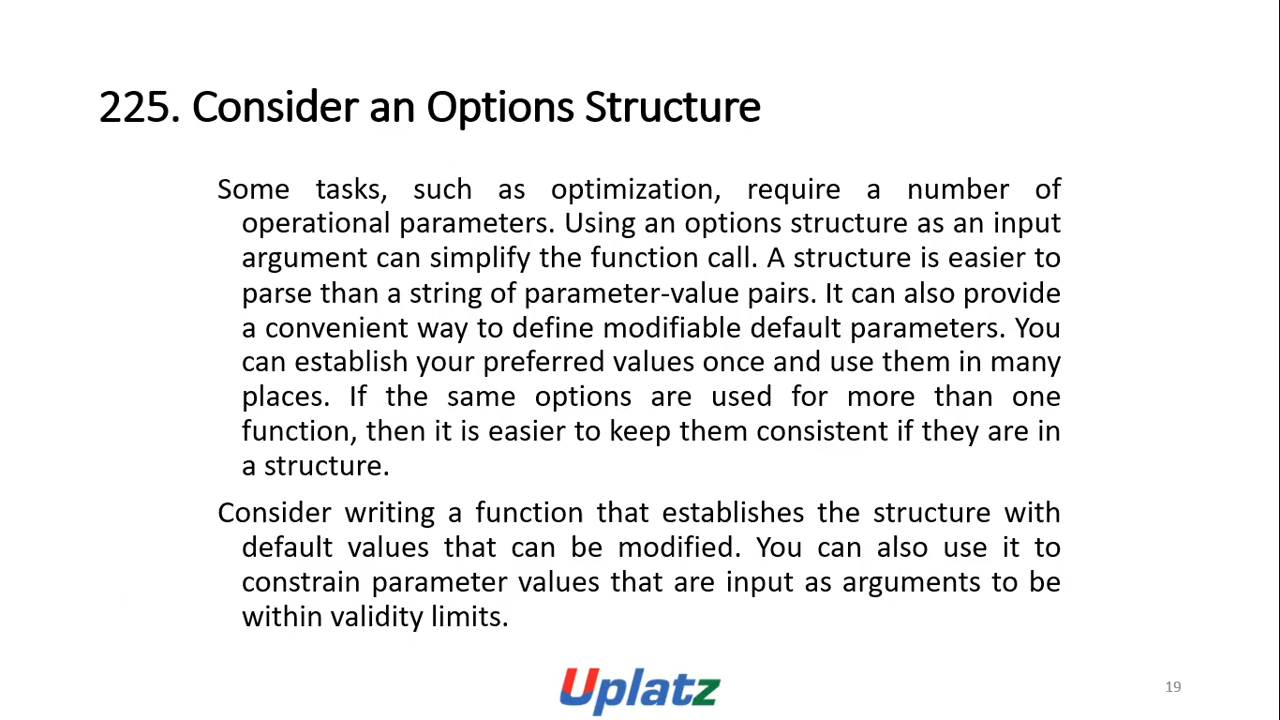 225. Consider an Options Structure
Some tasks, such as optimization, require a number of
operational parameters. Using an options structure as an input
argument can simplify the function call. A structure is easier to
parse than a string of parameter-value pairs. It can also provide
a convenient way to define modifiable default parameters. You
can establish your preferred values once and use them in many
places. If the same options are used for more than one
function, then it is easier to keep them consistent if they are in
a structure.
Consider writing a function that establishes the structure with
default values that can be modified. You can also use it to
constrain parameter values that are input as arguments to be
within validity limits.
Uplatz
19